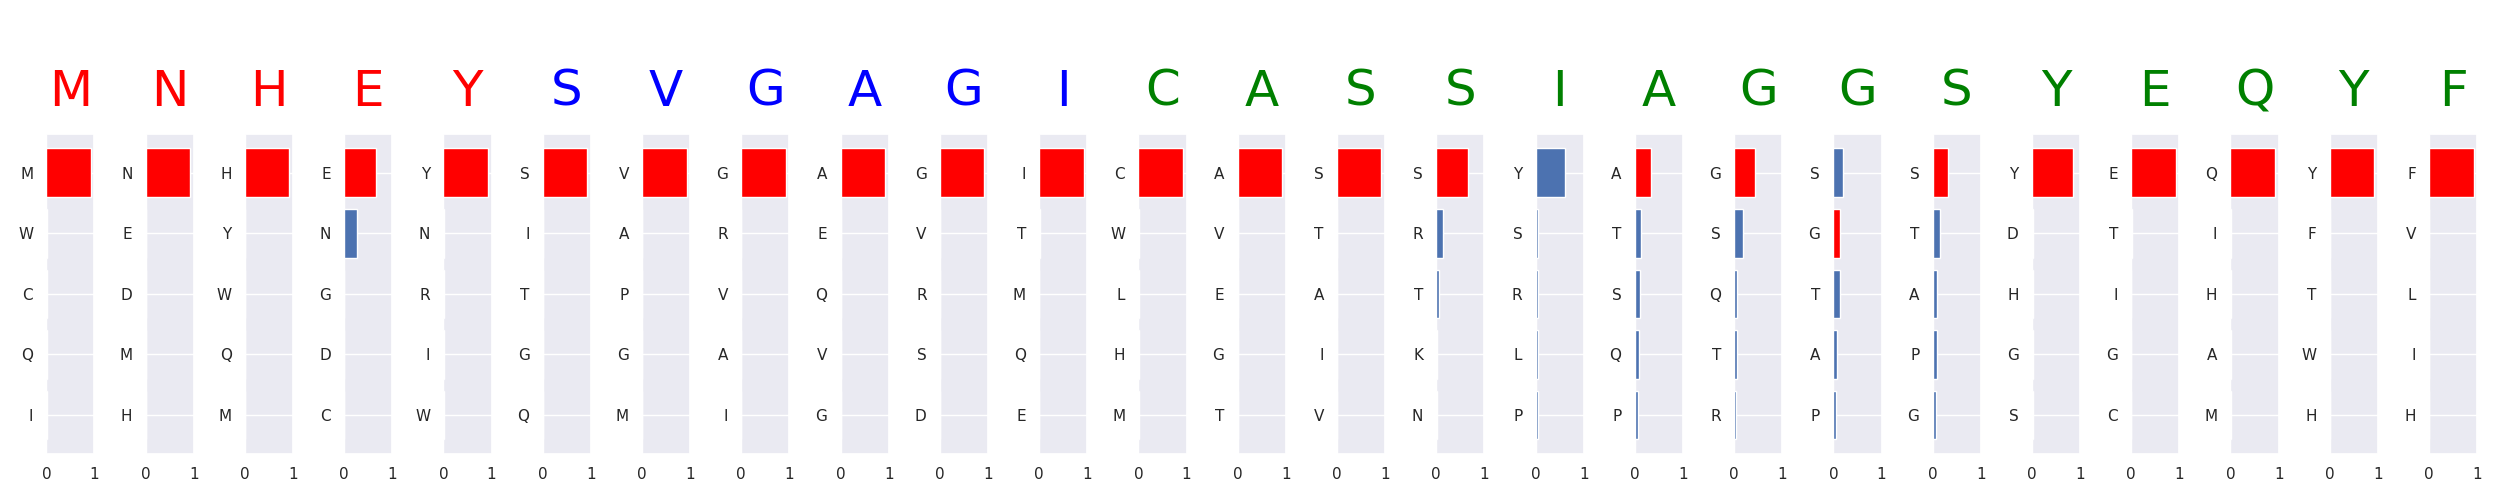 M N H E Y S V G A G I C A S S I A G G S Y E Q Y F
M N H E Y S V G A G I C A S S Y A G S S Y E Q Y F
W E Y N N I A R E V T W V T R S T S G T D T I F V
C D W G R T P V Q R M L E A T R S Q T A H I H T L
Q M Q D I G G A V S Q H G I K L Q T A P G G A W I
I H M C W Q M I G D E M T V N P P R P G S C M H H
0 1 0 1 0 1 0 1 0 1 0 1 0 1 0 1 0 1 0 1 0 1 0 1 0 1 0 1 0 1 0 1 0 1 0 1 0 1 0 1 0 1 0 1 0 1 0 1 0 1